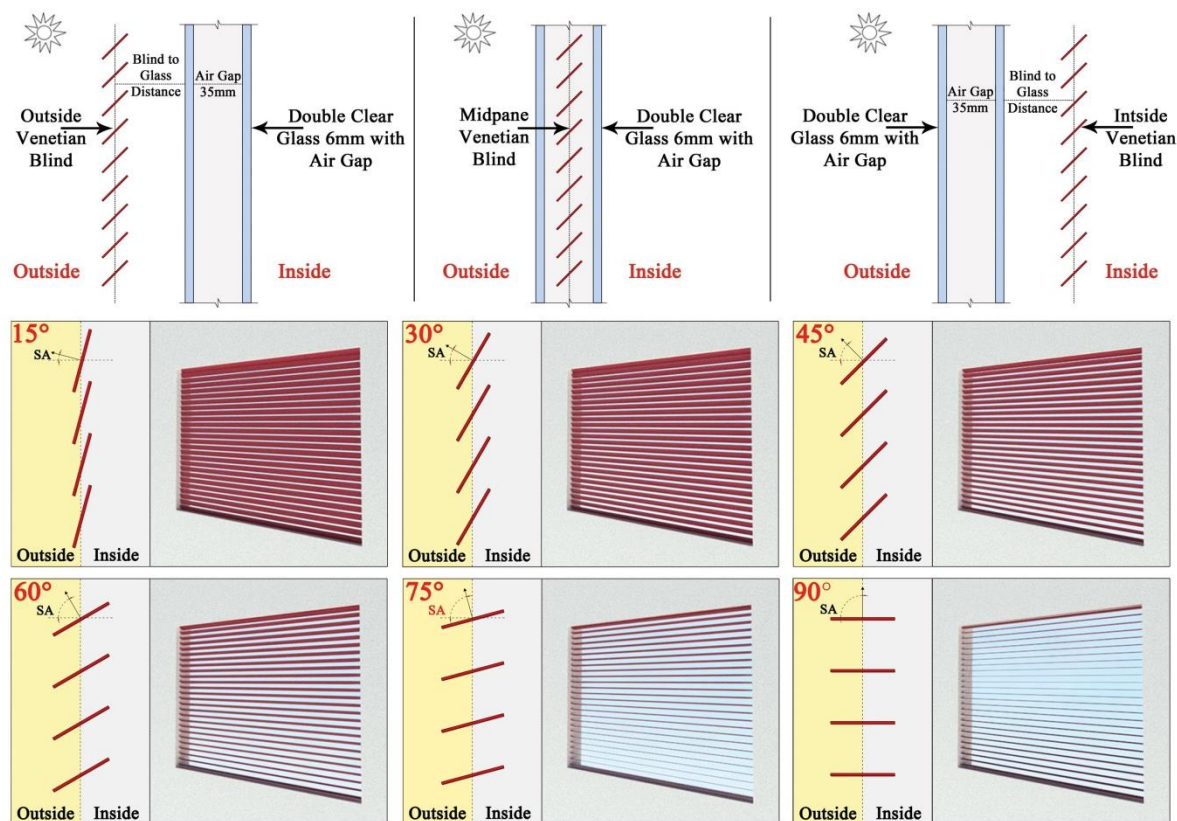 Blind to
Glass
Distance
Air Gap
35mm
Outside
Venetian
Blind
Double Clear
Glass 6mm with
Air Gap
Outside
Inside
Midpane
Venetian
Blind
Double Clear
Glass 6mm with
Air Gap
Outside
Inside
Double Clear
Glass 6mm with
Air Gap
Air Gap
35mm
Blind to
Glass
Distance
Intside
Venetian
Blind
Outside
Inside
15°
SA
Outside Inside
30°
SA
Outside Inside
45°
SA
Outside Inside
60°
SA
Outside Inside
75°
SA
Outside Inside
90°
SA
Outside Inside